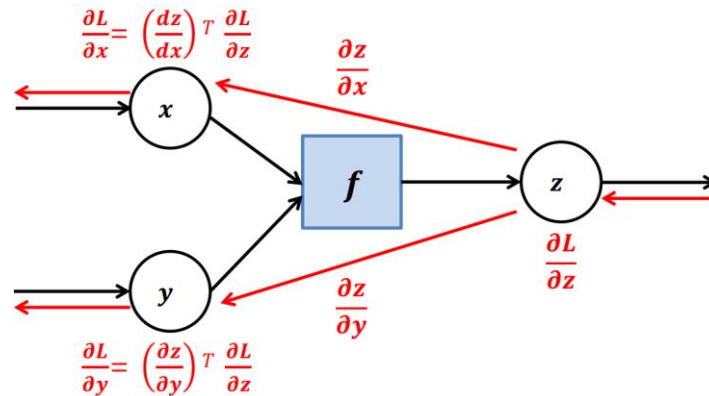 ∂L/∂x = (dz/dx)ᵀ ∂L/∂z
∂z/∂x
x
f
z
y
∂L/∂z
∂z/∂y
∂L/∂y = (∂z/∂y)ᵀ ∂L/∂z